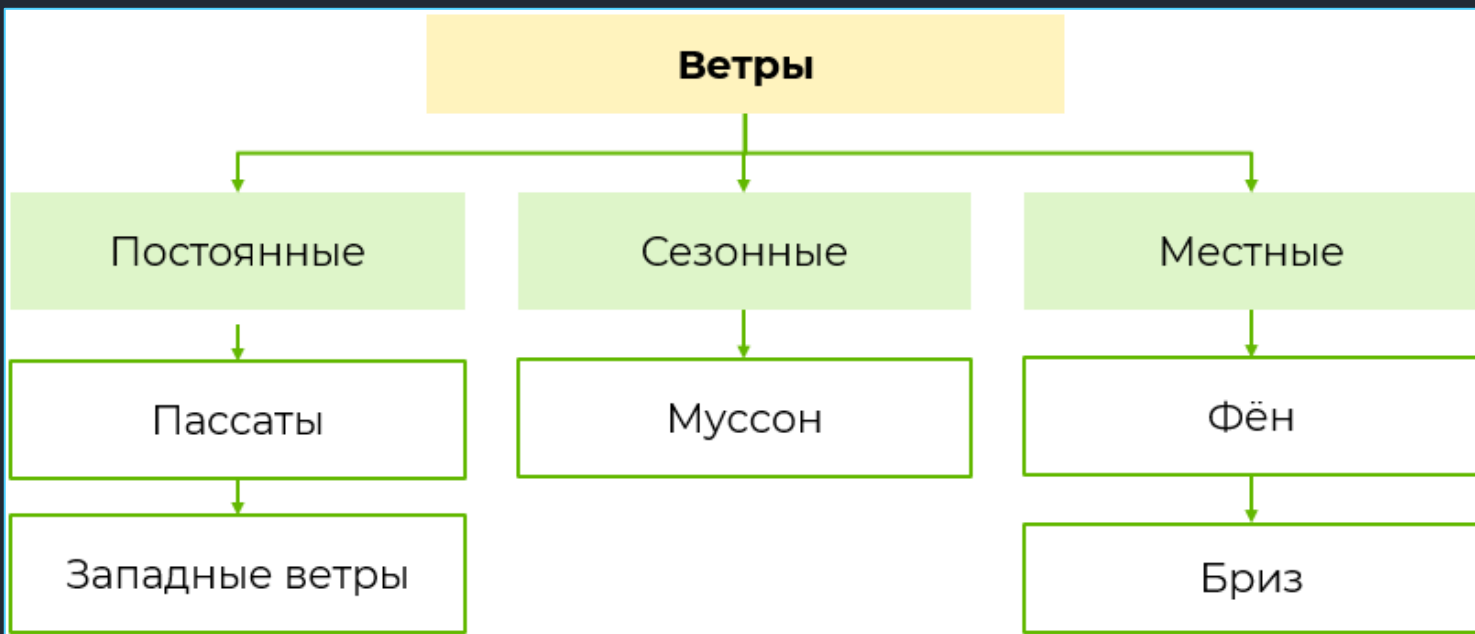 Ветры
Постоянные
Сезонные
Местные
Пассаты
Муссон
Фён
Западные ветры
Бриз